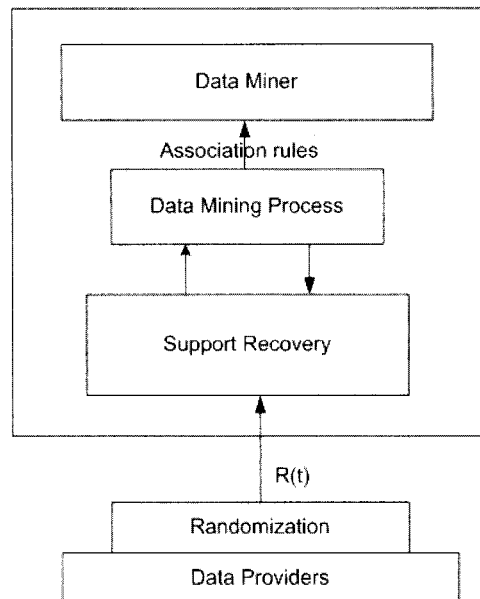 Data Miner
Association rules
Data Mining Process
Support Recovery
R(t)
Randomization
Data Providers